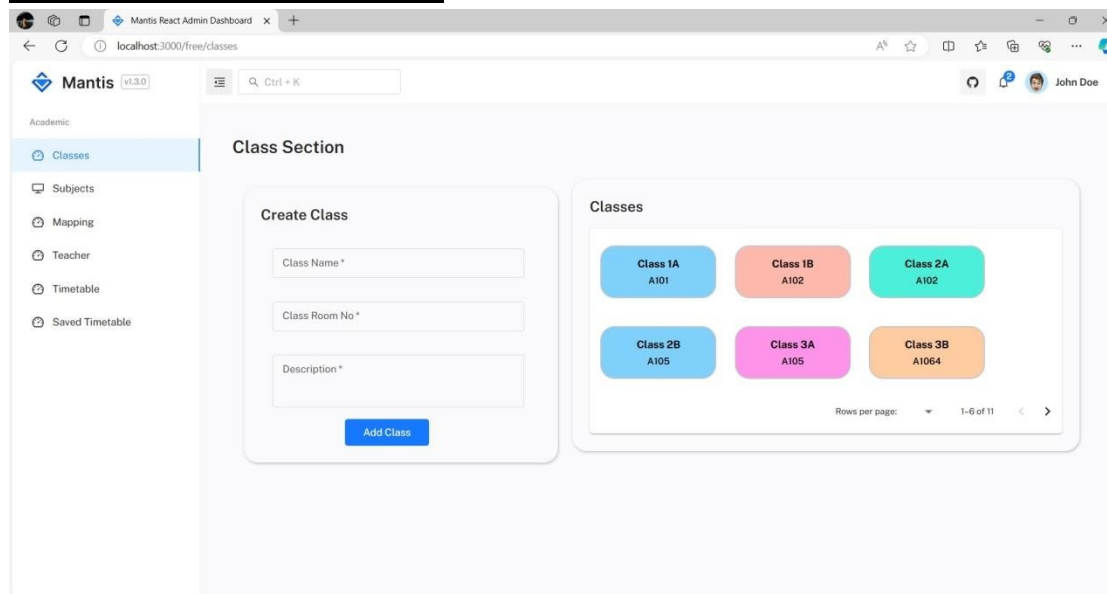 Mantis React Admin Dashboard
localhost:3000/free/classes
Mantis v1.3.0
Ctrl + K
2
John Doe
Academic
Classes
Subjects
Mapping
Teacher
Timetable
Saved Timetable
Class Section
Create Class
Class Name *
Class Room No *
Description *
Add Class
Classes
Class 1A
A101
Class 1B
A102
Class 2A
A102
Class 2B
A105
Class 3A
A105
Class 3B
A1064
Rows per page:
1-6 of 11